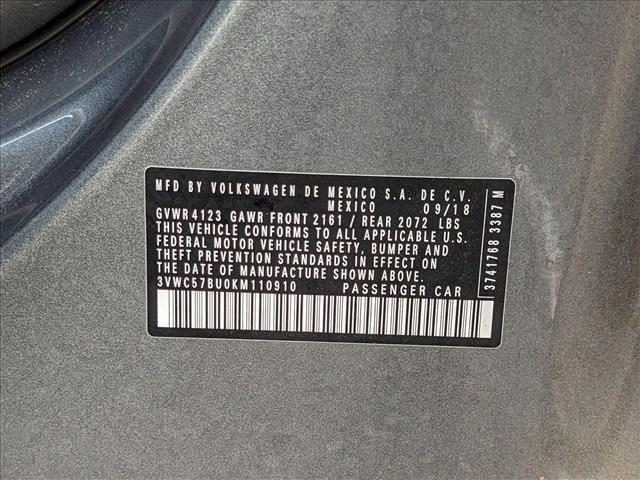 MFD BY VOLKSWAGEN DE MEXICO S.A. DE C.V.
MEXICO 09/18
GVWR 4123 GAWR FRONT 2161 / REAR 2072 LBS
THIS VEHICLE CONFORMS TO ALL APPLICABLE U.S.
FEDERAL MOTOR VEHICLE SAFETY, BUMPER AND
THEFT PREVENTION STANDARDS IN EFFECT ON
THE DATE OF MANUFACTURE SHOWN ABOVE.
3VWC57BU0KM110910 PASSENGER CAR
3741768 3387 M